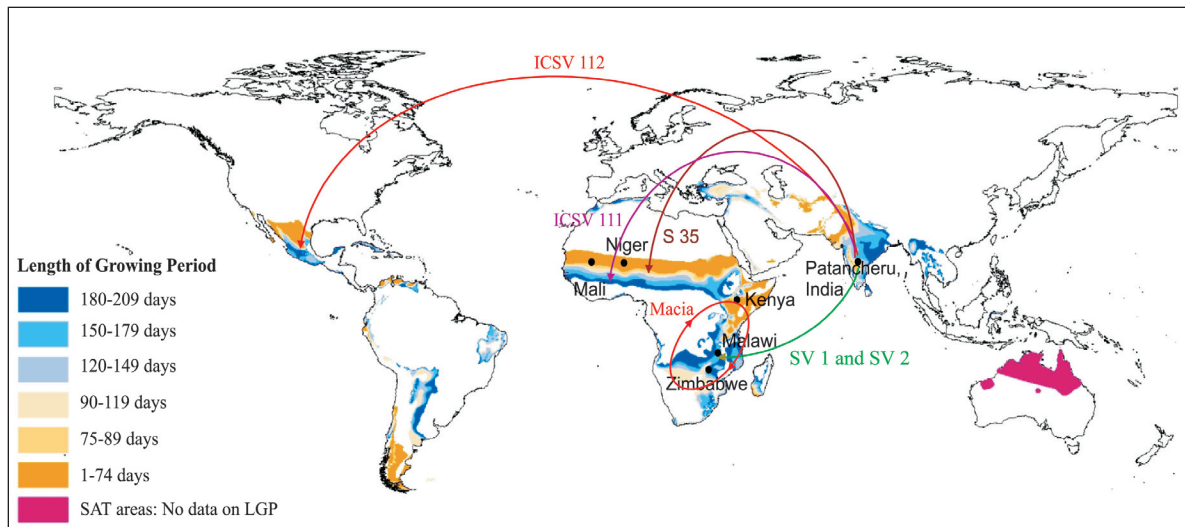 ICSV 112
ICSV 111
S 35
Niger
Mali
Patancheru,
India
Kenya
Macia
Malawi
SV 1 and SV 2
Zimbabwe
Length of Growing Period
180-209 days
150-179 days
120-149 days
90-119 days
75-89 days
1-74 days
SAT areas: No data on LGP